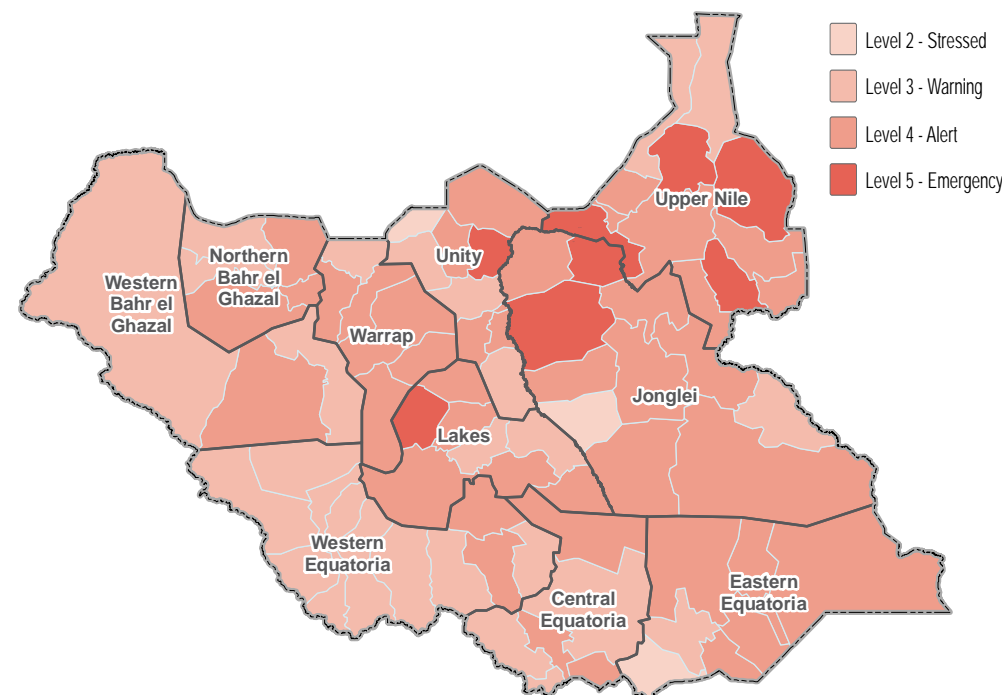 Level 2 - Stressed
Level 3 - Warning
Level 4 - Alert
Level 5 - Emergency
Upper Nile
Northern
Bahr el
Ghazal
Unity
Western
Bahr el
Ghazal
Warrap
Jonglei
Lakes
Western
Equatoria
Eastern
Equatoria
Central
Equatoria